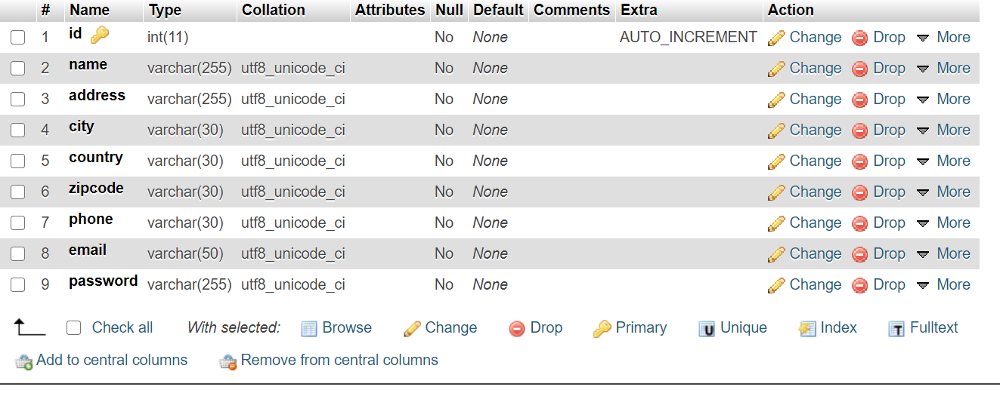 # Name Type Collation Attributes Null Default Comments Extra Action
1 id int(11) No None AUTO_INCREMENT Change Drop More
2 name varchar(255) utf8_unicode_ci No None Change Drop More
3 address varchar(255) utf8_unicode_ci No None Change Drop More
4 city varchar(30) utf8_unicode_ci No None Change Drop More
5 country varchar(30) utf8_unicode_ci No None Change Drop More
6 zipcode varchar(30) utf8_unicode_ci No None Change Drop More
7 phone varchar(30) utf8_unicode_ci No None Change Drop More
8 email varchar(50) utf8_unicode_ci No None Change Drop More
9 password varchar(255) utf8_unicode_ci No None Change Drop More
Check all With selected: Browse Change Drop Primary Unique Index Fulltext
Add to central columns Remove from central columns